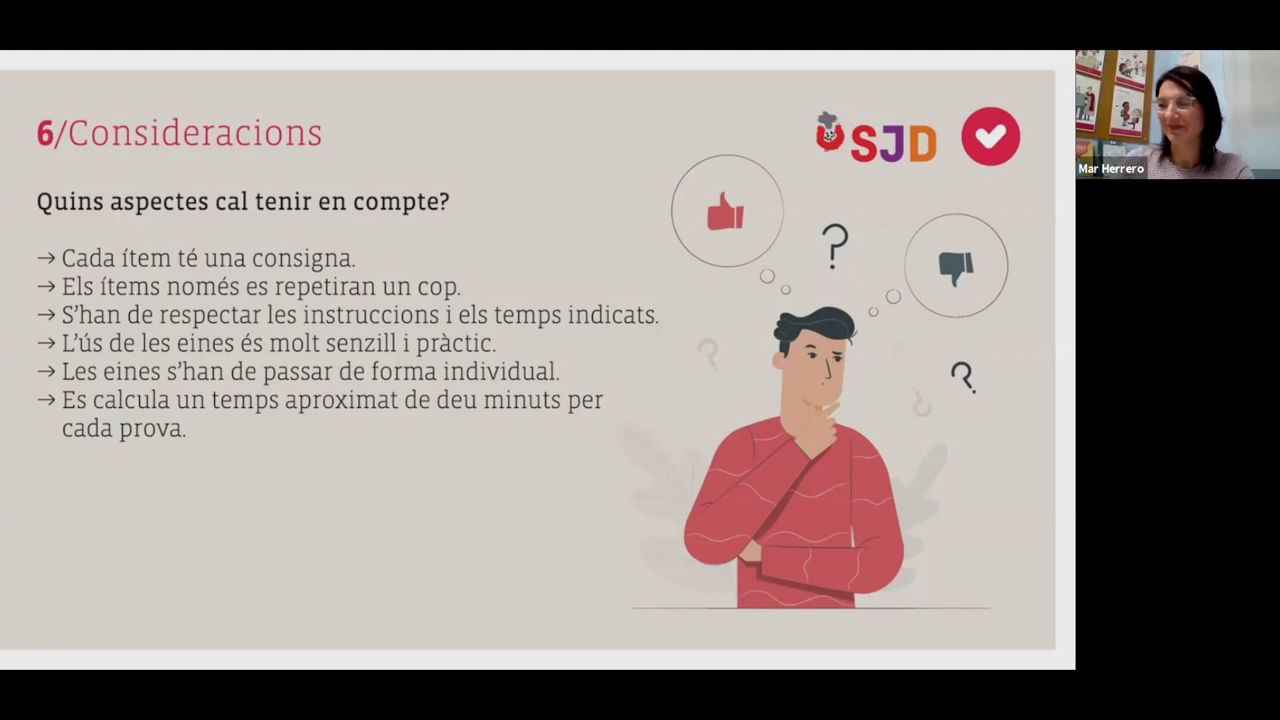 6/Consideracions
SJD
Quins aspectes cal tenir en compte?
→ Cada ítem té una consigna.
→ Els ítems només es repetiran un cop.
→ S'han de respectar les instruccions i els temps indicats.
→ L'ús de les eines és molt senzill i pràctic.
→ Les eines s'han de passar de forma individual.
→ Es calcula un temps aproximat de deu minuts per
cada prova.
?
?
?
?
Mar Herrero